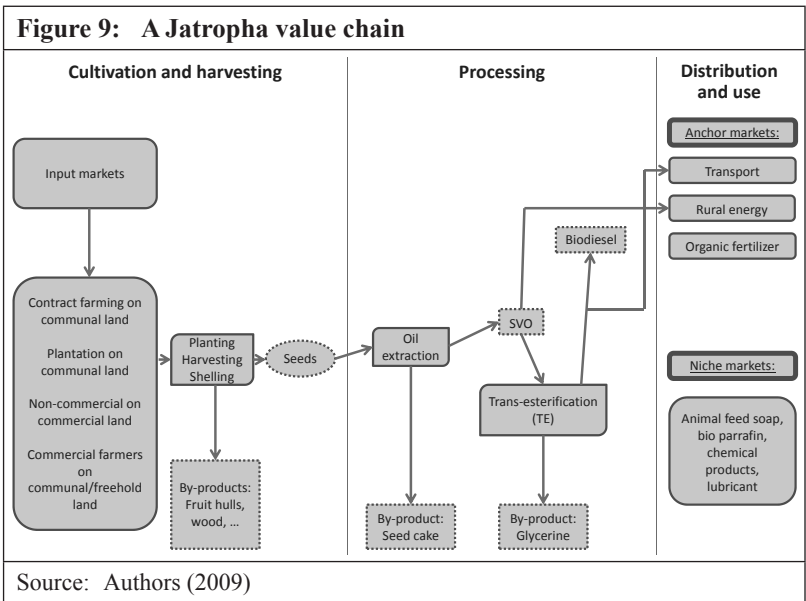 Figure 9: A Jatropha value chain
Cultivation and harvesting
Processing
Distribution
and use
Input markets
Contract farming on
communal land
Plantation on
communal land
Non-commercial on
commercial land
Commercial farmers
on
communal/freehold
land
Planting
Harvesting
Shelling
Seeds
By-products:
Fruit hulls,
wood, ...
Oil
extraction
SVO
Biodiesel
Trans-esterification
(TE)
By-product:
Seed cake
By-product:
Glycerine
Anchor markets:
Transport
Rural energy
Organic fertilizer
Niche markets:
Animal feed soap,
bio parrafin,
chemical
products,
lubricant
Source: Authors (2009)